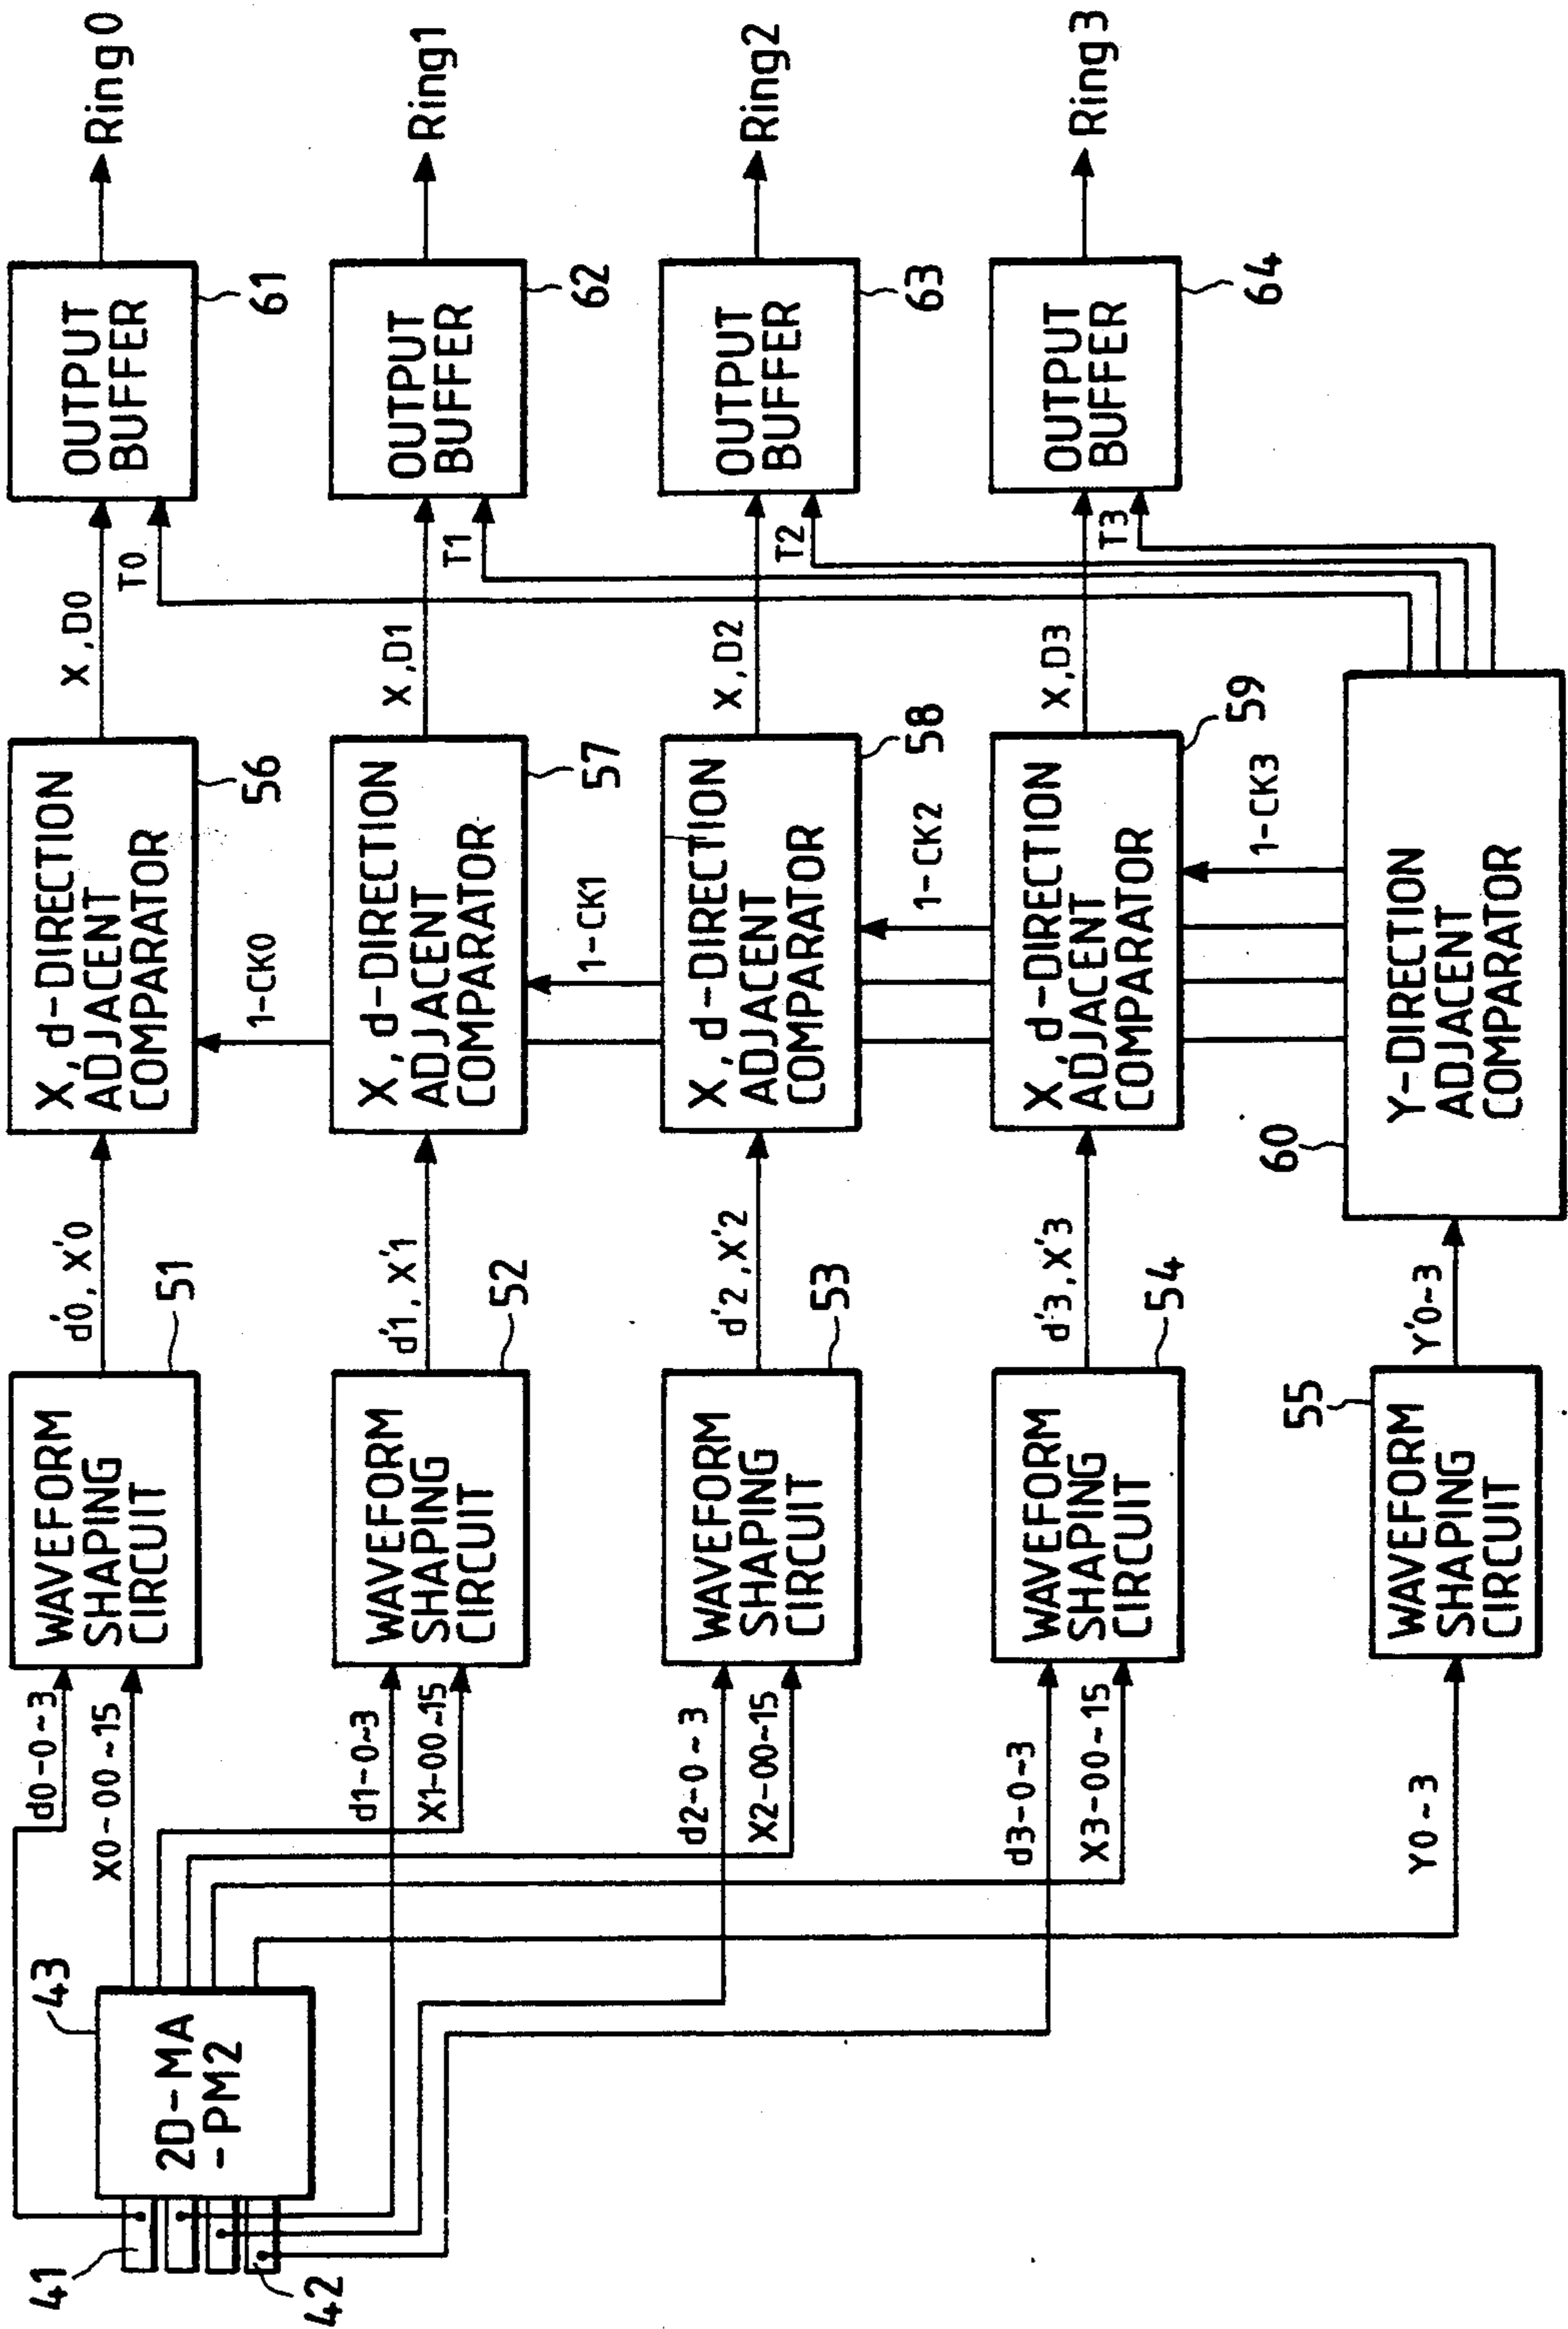 41
42
43
2D-MA
-PM2
d0-0~3
X0-00~15
d1-0~3
X1-00~15
d2-0~3
X2-00~15
d3-0~3
X3-00~15
Y0~3
WAVEFORM
SHAPING
CIRCUIT
51
WAVEFORM
SHAPING
CIRCUIT
52
WAVEFORM
SHAPING
CIRCUIT
53
WAVEFORM
SHAPING
CIRCUIT
54
WAVEFORM
SHAPING
CIRCUIT
55
d'0, X'0
d'1, X'1
d'2, X'2
d'3, X'3
Y'0~3
X, d-DIRECTION
ADJACENT
COMPARATOR
56
X, d-DIRECTION
ADJACENT
COMPARATOR
57
X, d-DIRECTION
ADJACENT
COMPARATOR
58
X, d-DIRECTION
ADJACENT
COMPARATOR
59
Y-DIRECTION
ADJACENT
COMPARATOR
60
1-CK0
1-CK1
1-CK2
1-CK3
X, D0
T0
X, D1
T1
X, D2
T2
X, D3
T3
OUTPUT
BUFFER
61
OUTPUT
BUFFER
62
OUTPUT
BUFFER
63
OUTPUT
BUFFER
64
Ring0
Ring1
Ring2
Ring3